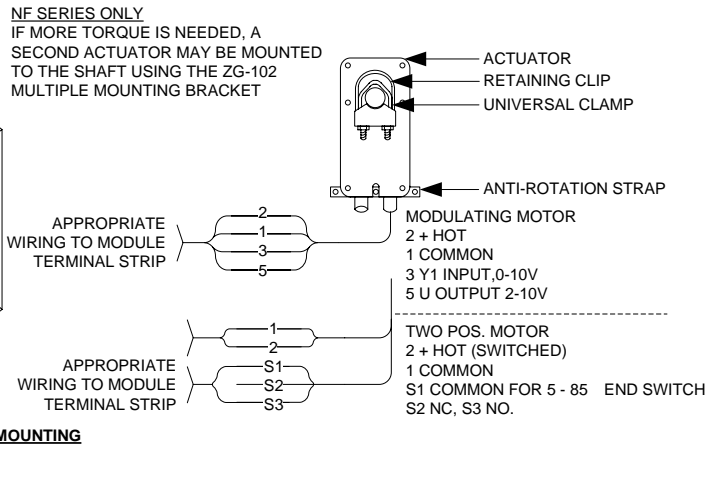 NF SERIES ONLY
IF MORE TORQUE IS NEEDED, A
SECOND ACTUATOR MAY BE MOUNTED
TO THE SHAFT USING THE ZG-102
MULTIPLE MOUNTING BRACKET
ACTUATOR
RETAINING CLIP
UNIVERSAL CLAMP
ANTI-ROTATION STRAP
APPROPRIATE
WIRING TO MODULE
TERMINAL STRIP
2
1
3
5
MODULATING MOTOR
2 + HOT
1 COMMON
3 Y1 INPUT,0-10V
5 U OUTPUT 2-10V
APPROPRIATE
WIRING TO MODULE
TERMINAL STRIP
1
2
S1
S2
S3
TWO POS. MOTOR
2 + HOT (SWITCHED)
1 COMMON
S1 COMMON FOR 5 - 85 END SWITCH
S2 NC, S3 NO.
MOUNTING